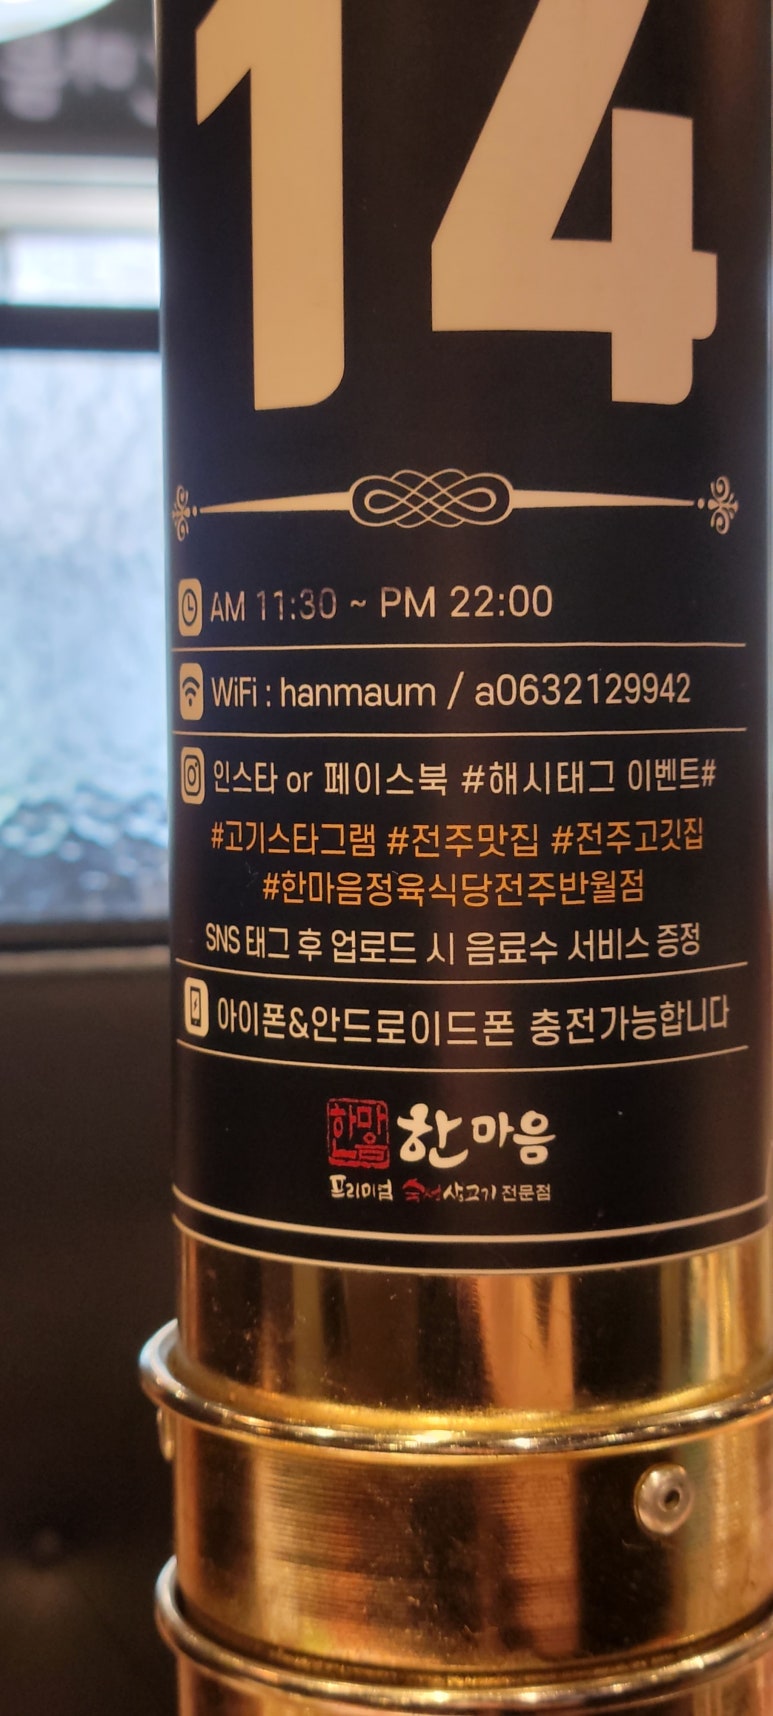 14
AM 11:30 ~ PM 22:00
WiFi : hanmaum / a0632129942
인스타 or 페이스북 #해시태그 이벤트#
#고기스타그램 #전주맛집 #전주고깃집
#한마음정육식당전주반월점
SNS 태그 후 업로드 시 음료수 서비스 증정
아이폰&안드로이드폰 충전가능합니다
한마음 한마음
프리미엄 숙성생고기 전문점